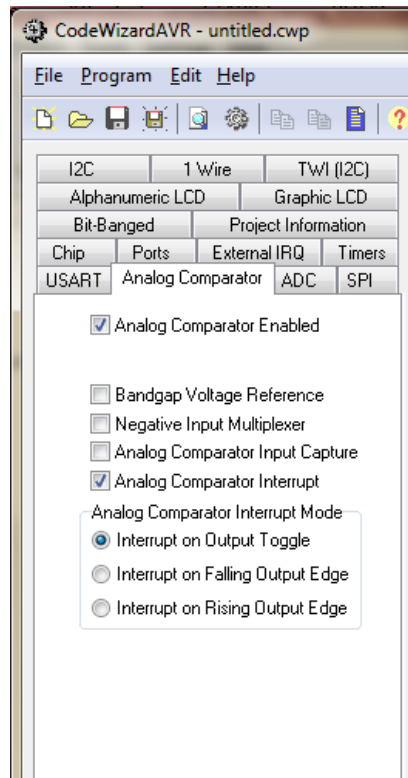 CodeWizardAVR - untitled.cwp
File Program Edit Help
I2C 1 Wire TWI (I2C)
Alphanumeric LCD Graphic LCD
Bit-Banged Project Information
Chip Ports External IRQ Timers
USART Analog Comparator ADC SPI
Analog Comparator Enabled
Bandgap Voltage Reference
Negative Input Multiplexer
Analog Comparator Input Capture
Analog Comparator Interrupt
Analog Comparator Interrupt Mode
Interrupt on Output Toggle
Interrupt on Falling Output Edge
Interrupt on Rising Output Edge